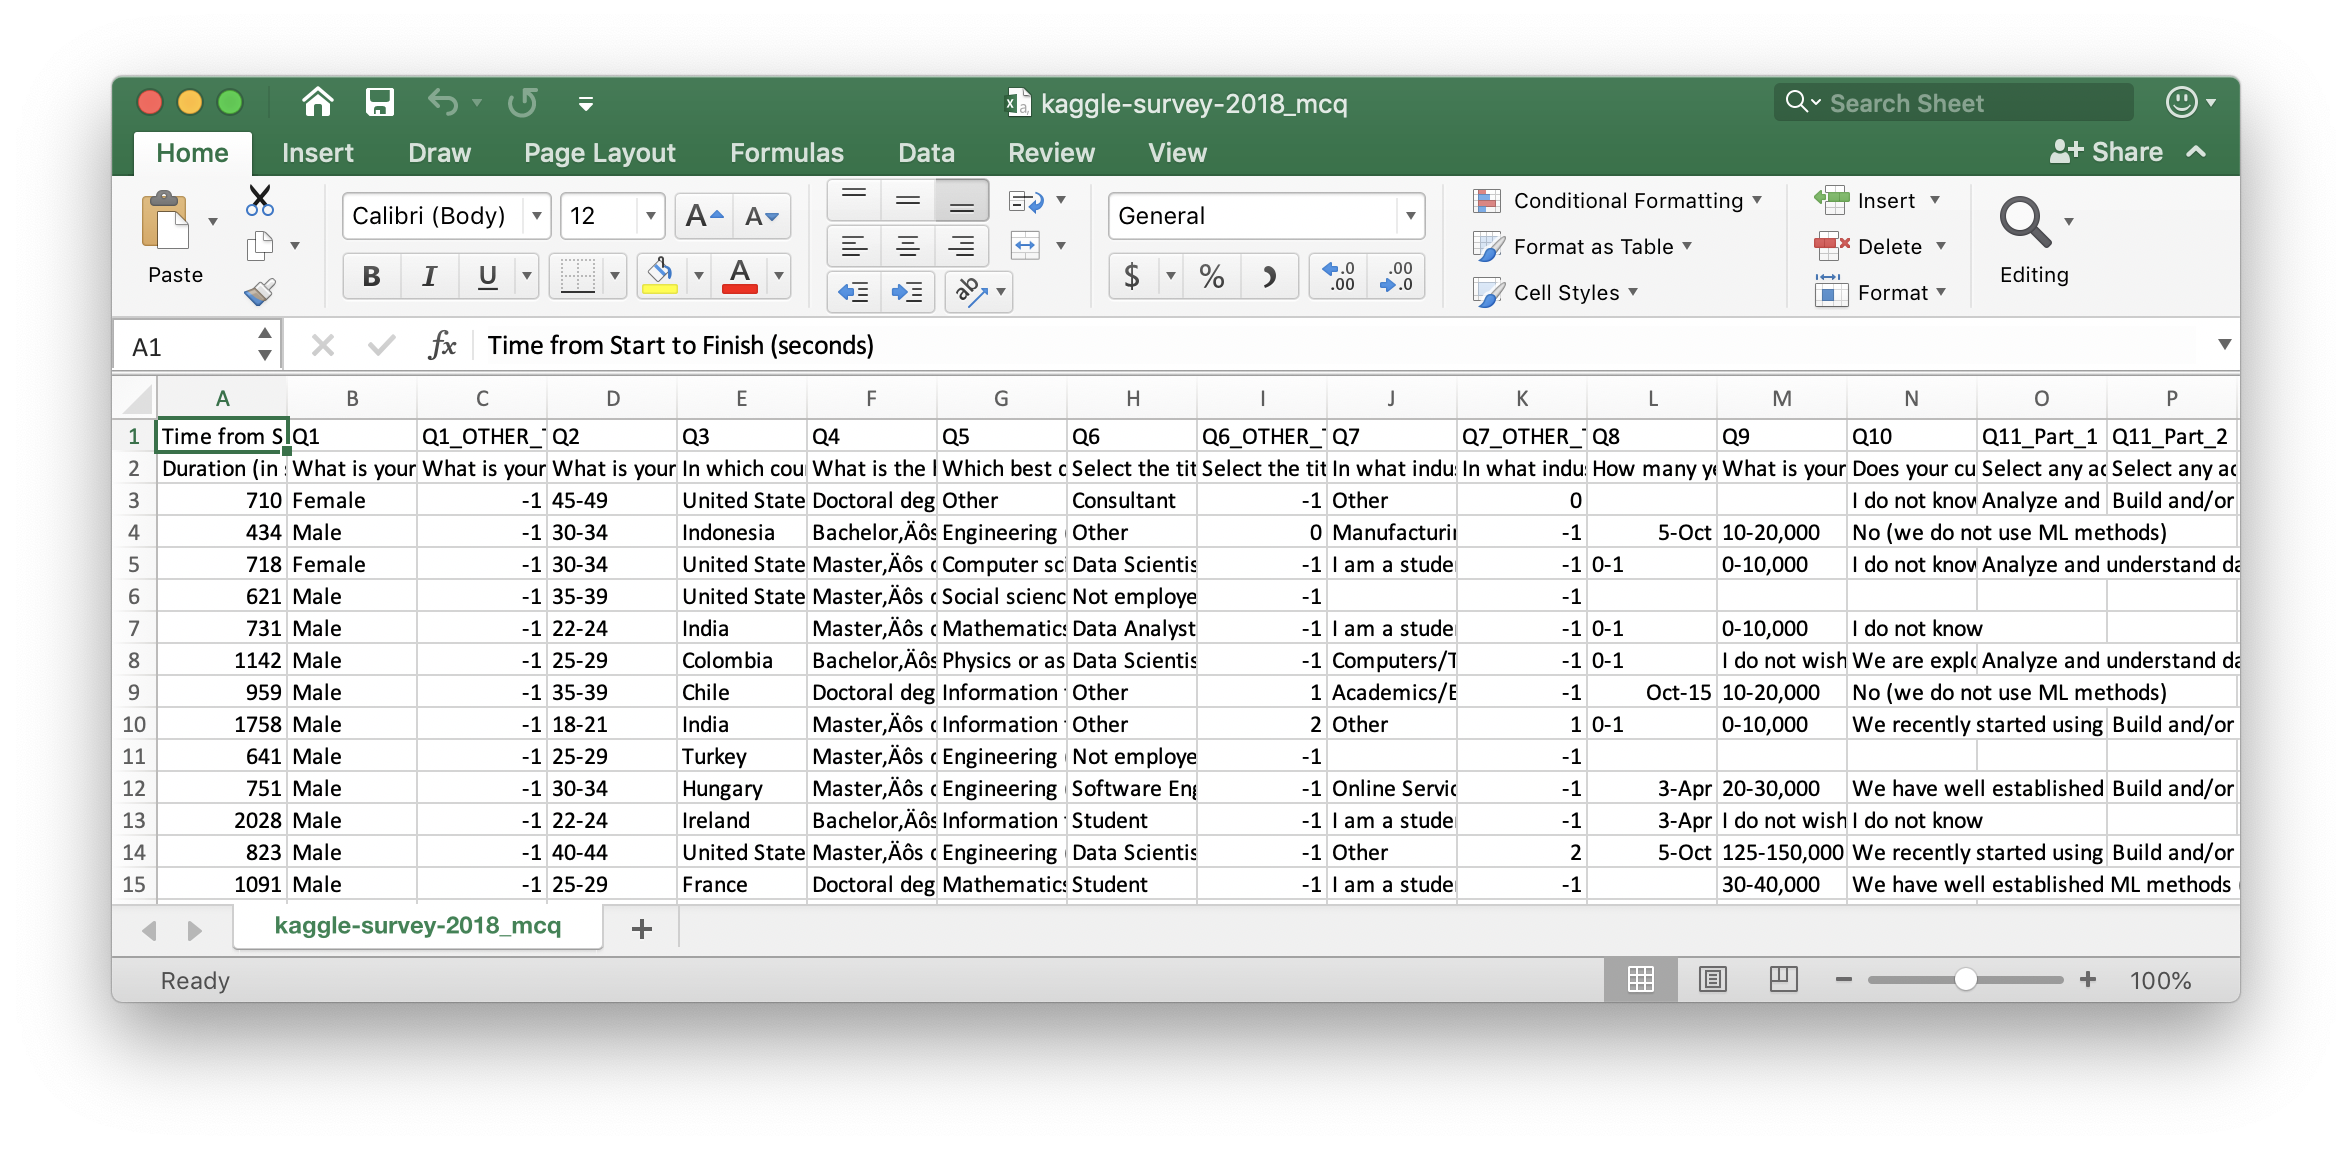 kaggle-survey-2018_mcq
Search Sheet
Home Insert Draw Page Layout Formulas Data Review View Share
Paste
Calibri (Body) 12 A A
B I U A
ab
General
$ % .0 .00 .00 .0
Conditional Formatting
Format as Table
Cell Styles
Insert
Delete
Format
Editing
A1 fx Time from Start to Finish (seconds)
A B C D E F G H I J K L M N O P
1 Time from S Q1 Q1_OTHER_T Q2 Q3 Q4 Q5 Q6 Q6_OTHER_T Q7 Q7_OTHER_T Q8 Q9 Q10 Q11_Part_1 Q11_Part_2
2 Duration (in s What is your What is your What is your In which cou What is the l Which best d Select the tit Select the tit In what indu In what indu How many ye What is your Does your cu Select any ac Select any ac
3 710 Female -1 45-49 United State Doctoral deg Other Consultant -1 Other 0 I do not know Analyze and Build and/or
4 434 Male -1 30-34 Indonesia Bachelor‚Äôs Engineering Other 0 Manufacturin -1 5-Oct 10-20,000 No (we do not use ML methods)
5 718 Female -1 30-34 United State Master‚Äôs d Computer sci Data Scientis -1 I am a studen -1 0-1 0-10,000 I do not know Analyze and understand da
6 621 Male -1 35-39 United State Master‚Äôs d Social scienc Not employe -1 -1
7 731 Male -1 22-24 India Master‚Äôs d Mathematics Data Analyst -1 I am a studen -1 0-1 0-10,000 I do not know
8 1142 Male -1 25-29 Colombia Bachelor‚Äôs Physics or as Data Scientis -1 Computers/T -1 0-1 I do not wish We are explo Analyze and understand da
9 959 Male -1 35-39 Chile Doctoral deg Information Other 1 Academics/E -1 Oct-15 10-20,000 No (we do not use ML methods)
10 1758 Male -1 18-21 India Master‚Äôs d Information Other 2 Other 1 0-1 0-10,000 We recently started using Build and/or
11 641 Male -1 25-29 Turkey Master‚Äôs d Engineering Not employe -1 -1
12 751 Male -1 30-34 Hungary Master‚Äôs d Engineering Software Eng -1 Online Servic -1 3-Apr 20-30,000 We have well established Build and/or
13 2028 Male -1 22-24 Ireland Bachelor‚Äôs Information Student -1 I am a studen -1 3-Apr I do not wish I do not know
14 823 Male -1 40-44 United State Master‚Äôs d Engineering Data Scientis -1 Other 2 5-Oct 125-150,000 We recently started using Build and/or
15 1091 Male -1 25-29 France Doctoral deg Mathematics Student -1 I am a studen -1 30-40,000 We have well established ML methods
kaggle-survey-2018_mcq
Ready 100%